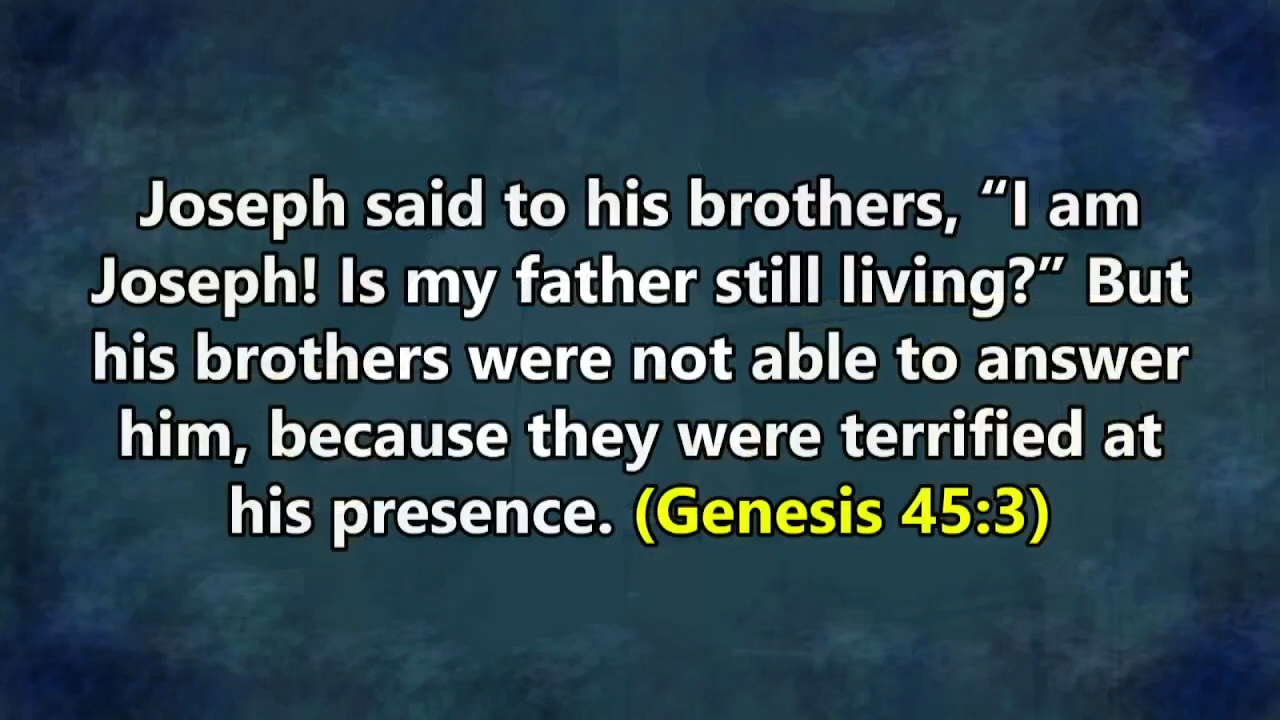 Joseph said to his brothers, “I am
Joseph! Is my father still living?” But
his brothers were not able to answer
him, because they were terrified at
his presence. (Genesis 45:3)